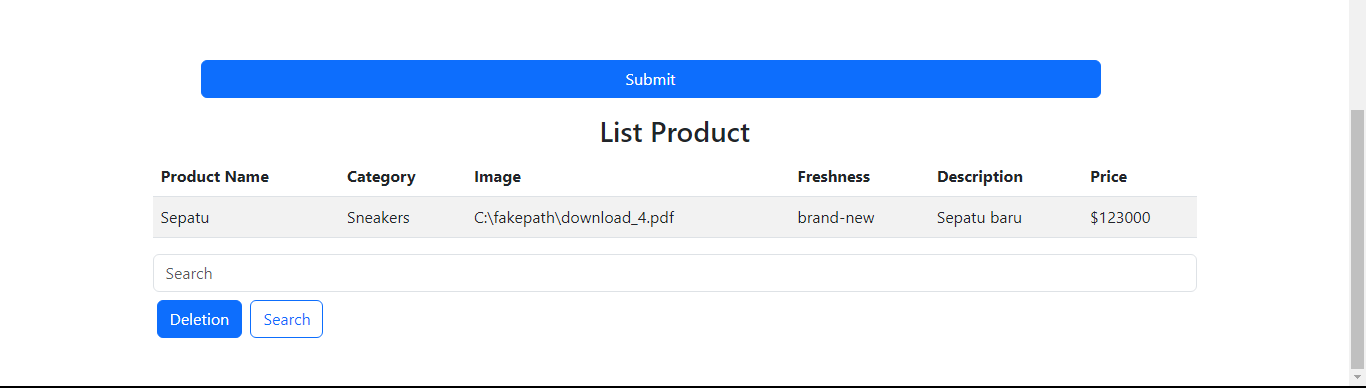 Submit
List Product
Product Name Category Image Freshness Description Price
Sepatu Sneakers C:\fakepath\download_4.pdf brand-new Sepatu baru $123000
Search
Deletion Search